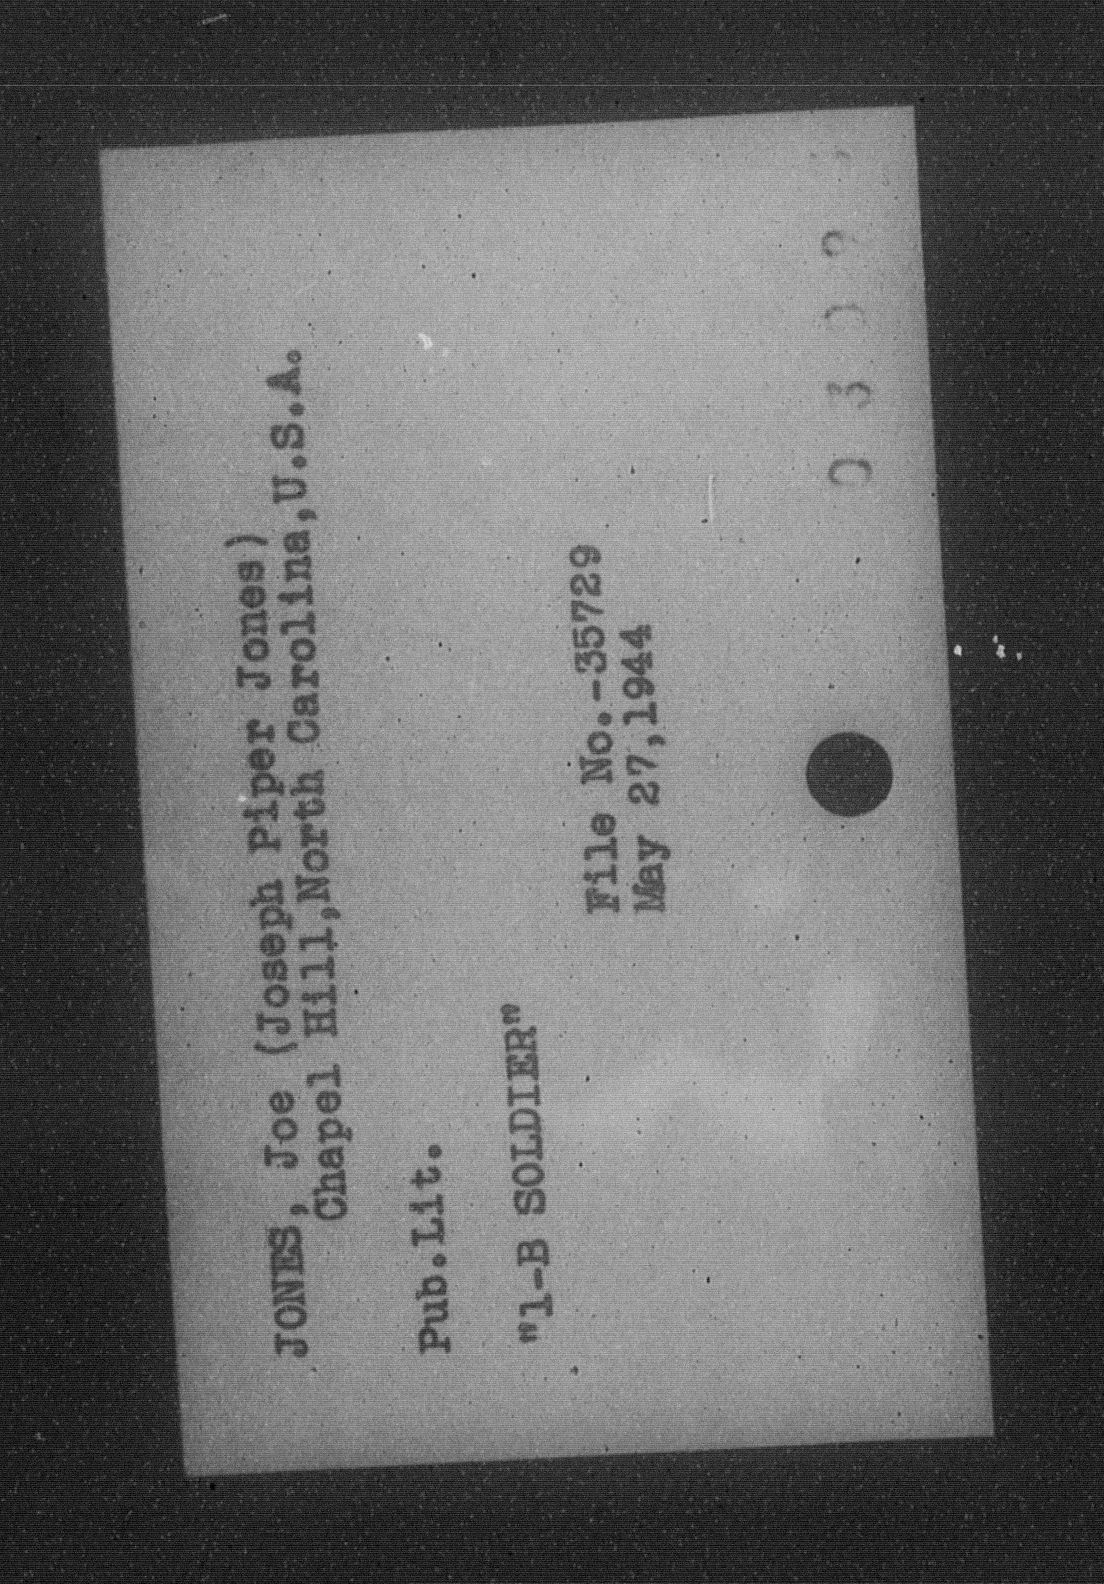 JONES, Joe (Joseph Piper Jones)
Chapel Hill,North Carolina,U.S.A.
Pub.Lit.
"1-B SOLDIER"
File No.-35729
May 27,1944